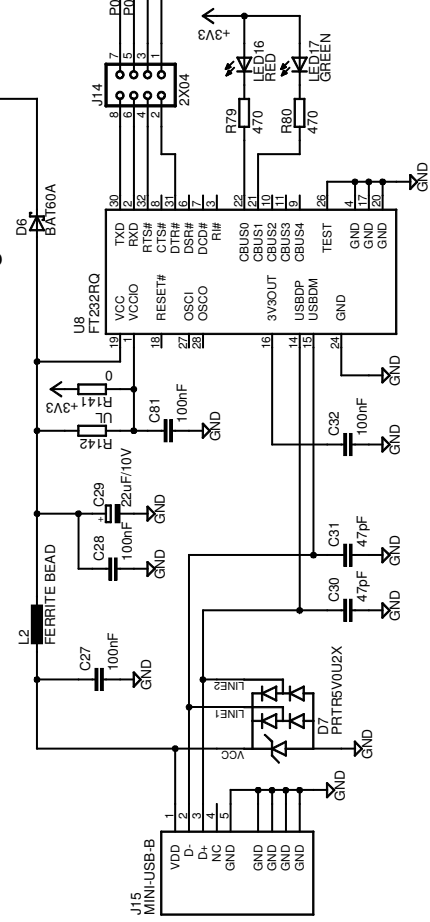 P0
P0
J14
7
5
3
1
8
6
4
2
2X04
+3V3
LED16
RED
LED17
GREEN
R79
470
R80
470
D6
BAT60A
U8
FT232RQ
30
2
32
8
31
6
7
3
22
21
10
11
9
26
4
17
20
TXD
RXD
RTS#
CTS#
DTR#
DSR#
DCD#
RI#
CBUS0
CBUS1
CBUS2
CBUS3
CBUS4
TEST
GND
GND
GND
VCC
VCCIO
RESET#
OSCI
OSCO
3V3OUT
USBDP
USBDM
GND
19
1
18
27
28
16
14
15
24
GND
GND
+3V3
R141
0
R142
UL
C81
100nF
GND
C32
100nF
GND
C29
+
22uF/10V
GND
C28
100nF
GND
C31
47pF
GND
C30
47pF
GND
L2
FERRITE BEAD
C27
100nF
GND
VCC
LINE1
LINE2
D7
PRTR5V0U2X
GND
GND
J15
MINI-USB-B
1
2
3
4
5
VDD
D-
D+
NC
GND
GND
GND
GND
GND